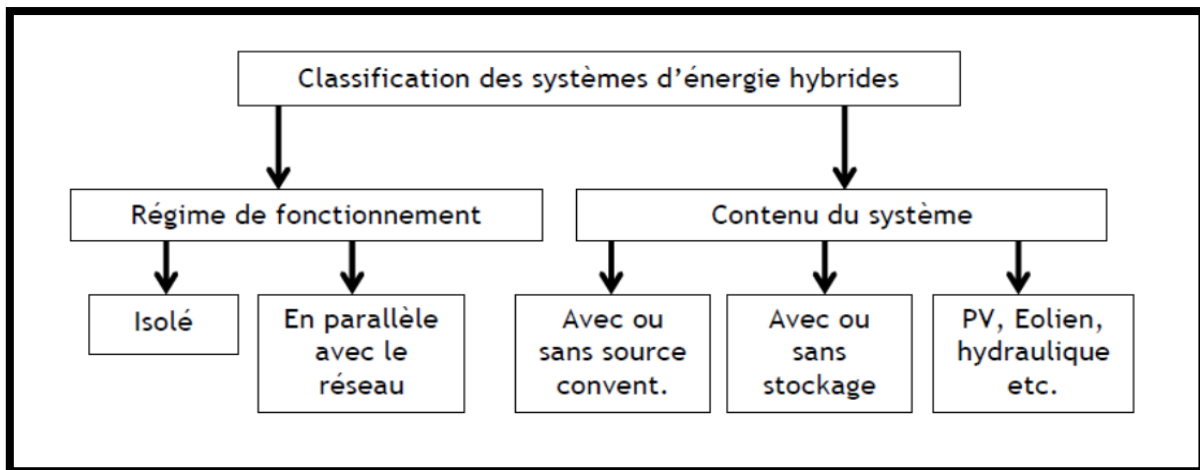 Classification des systèmes d’énergie hybrides
Régime de fonctionnement
Contenu du système
Isolé
En parallèle
avec le
réseau
Avec ou
sans source
convent.
Avec ou
sans
stockage
PV, Eolien,
hydraulique
etc.